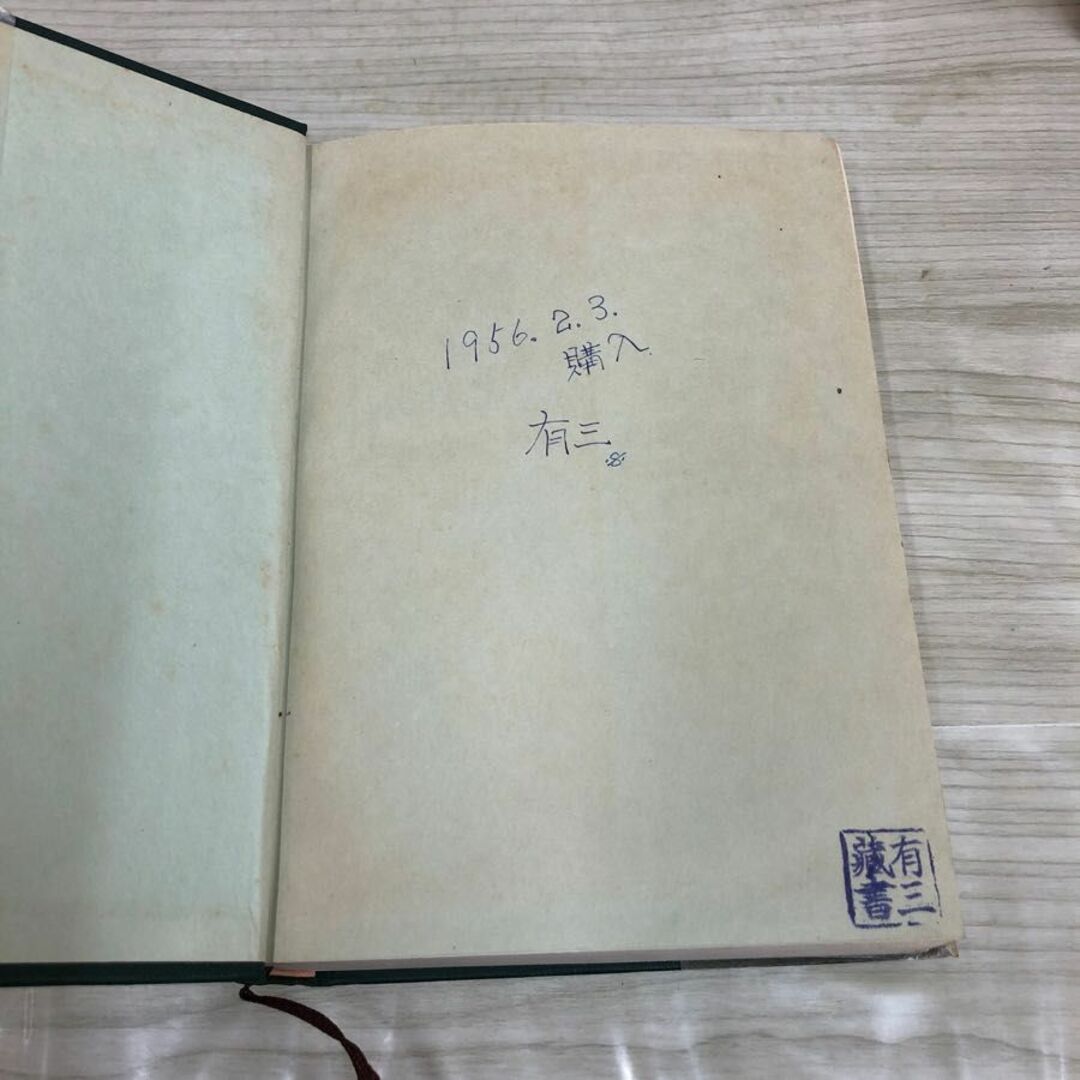 1956.2.3.
購入
有三
有三
藏書